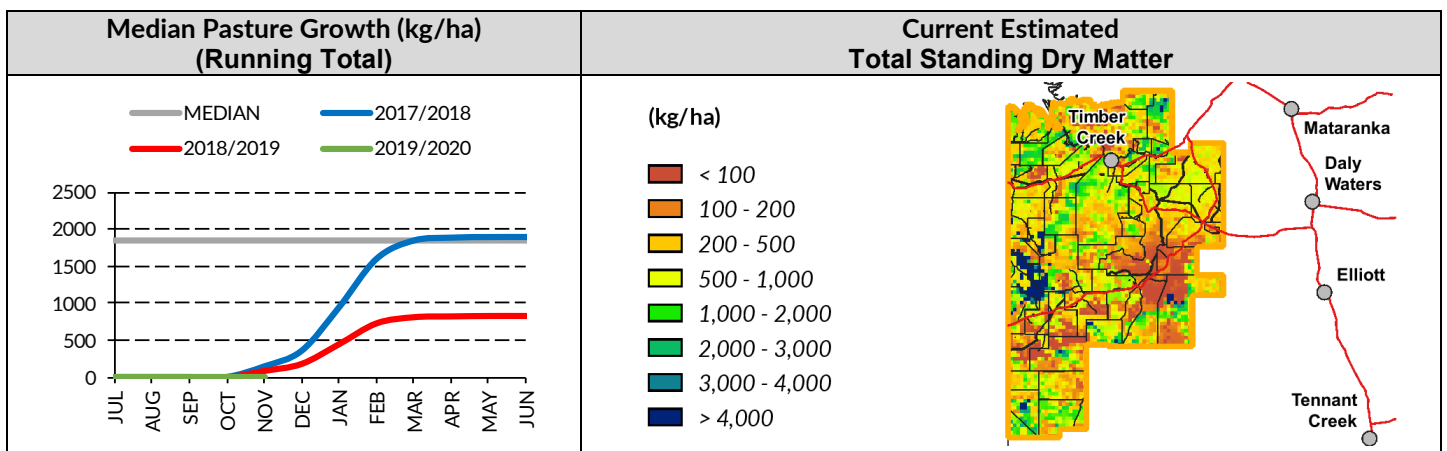 Median Pasture Growth (kg/ha)
(Running Total)
Current Estimated
Total Standing Dry Matter
MEDIAN
2017/2018
2018/2019
2019/2020
2500
2000
1500
1000
500
0
JUL
AUG
SEP
OCT
NOV
DEC
JAN
FEB
MAR
APR
MAY
JUN
(kg/ha)
< 100
100 - 200
200 - 500
500 - 1,000
1,000 - 2,000
2,000 - 3,000
3,000 - 4,000
> 4,000
Timber
Creek
Mataranka
Daly
Waters
Elliott
Tennant
Creek